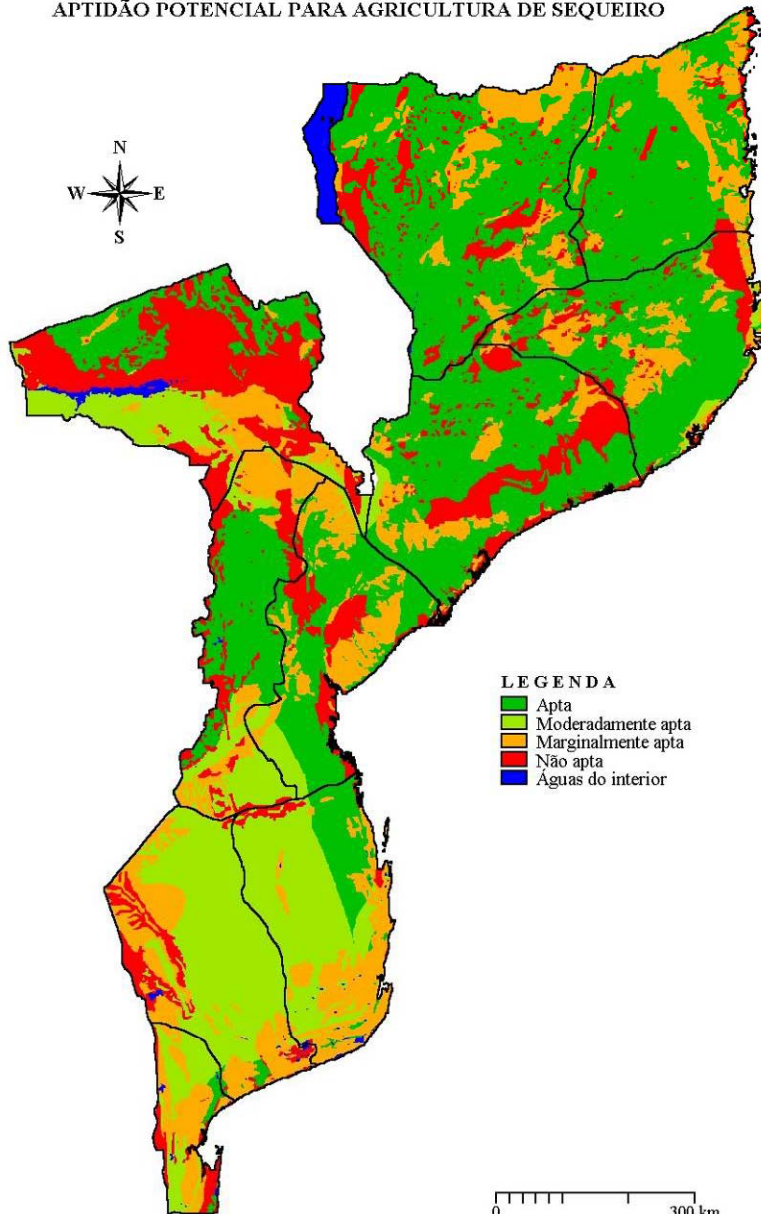 APTIDÃO POTENCIAL PARA AGRICULTURA DE SEQUEIRO
N
W E
S
LEGENDA
Apta
Moderadamente apta
Marginalmente apta
Não apta
Águas do interior
0 300 km